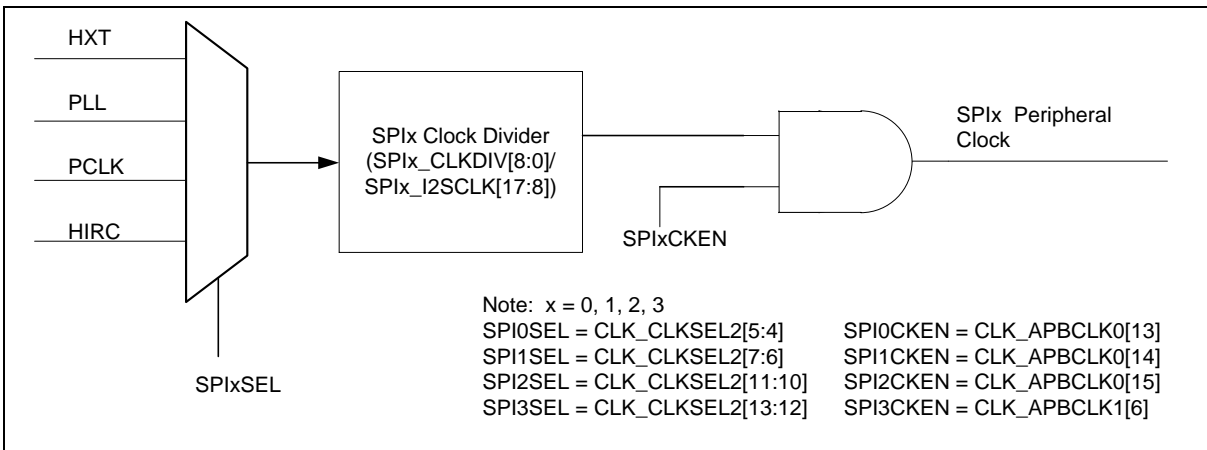 HXT
PLL
PCLK
HIRC
SPIxSEL
SPIx Clock Divider
(SPIx_CLKDIV[8:0]/
SPIx_I2SCLK[17:8])
SPIxCKEN
SPIx Peripheral
Clock
Note: x = 0, 1, 2, 3
SPI0SEL = CLK_CLKSEL2[5:4] SPI0CKEN = CLK_APBCLK0[13]
SPI1SEL = CLK_CLKSEL2[7:6] SPI1CKEN = CLK_APBCLK0[14]
SPI2SEL = CLK_CLKSEL2[11:10] SPI2CKEN = CLK_APBCLK0[15]
SPI3SEL = CLK_CLKSEL2[13:12] SPI3CKEN = CLK_APBCLK1[6]